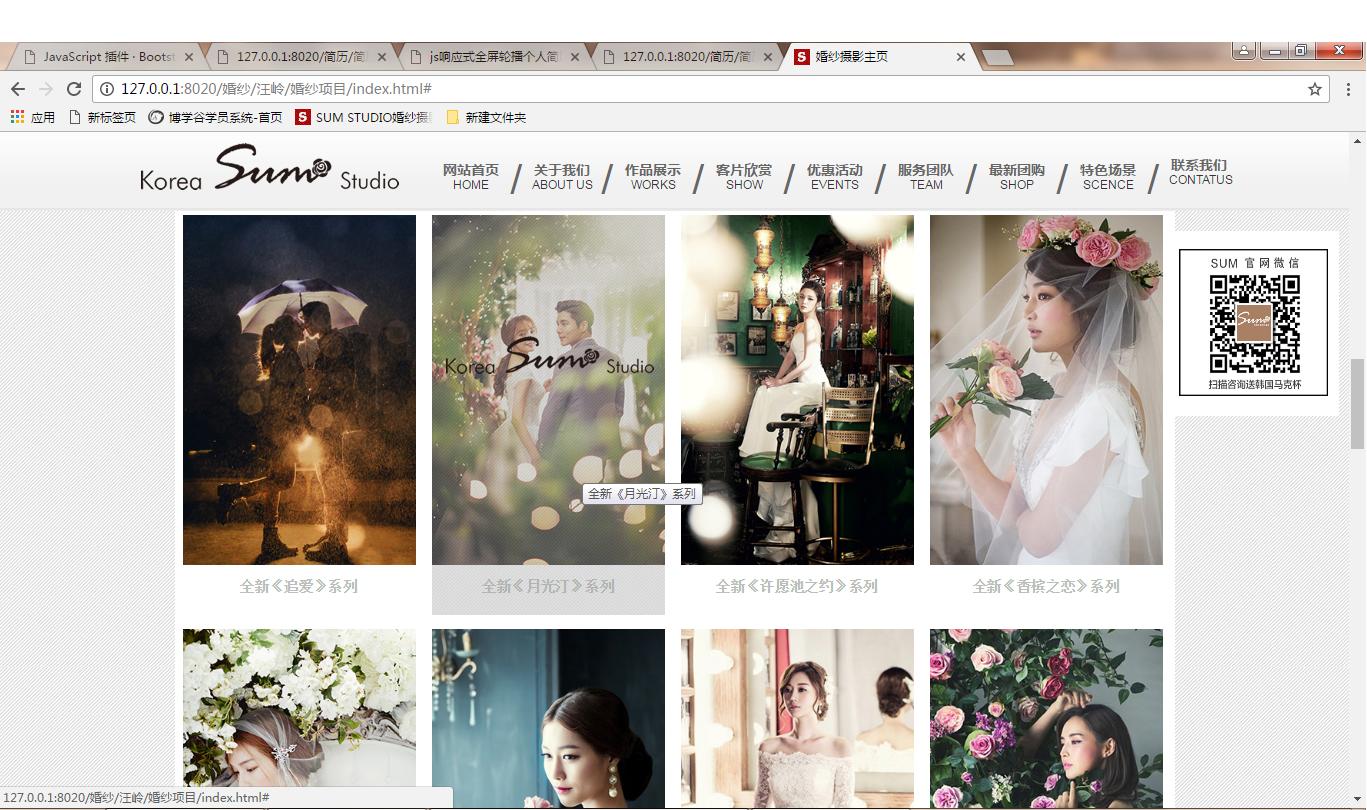 JavaScript 插件 · Bootst
127.0.0.1:8020/简历/简
js响应式全屏轮播个人简
127.0.0.1:8020/简历/简
婚纱摄影主页
127.0.0.1:8020/婚纱/汪岭/婚纱项目/index.html#
应用
新标签页
博学谷学员系统-首页
SUM STUDIO婚纱摄
新建文件夹
Korea Sum Studio
网站首页
HOME
关于我们
ABOUT US
作品展示
WORKS
客片欣赏
SHOW
优惠活动
EVENTS
服务团队
TEAM
最新团购
SHOP
特色场景
SCENCE
联系我们
CONTATUS
Korea Sum Studio
全新《月光汀》系列
全新《追爱》系列
全新《月光汀》系列
全新《许愿池之约》系列
全新《香槟之恋》系列
SUM 官网微信
Sum
扫描咨询送韩国马克杯
127.0.0.1:8020/婚纱/汪岭/婚纱项目/index.html#